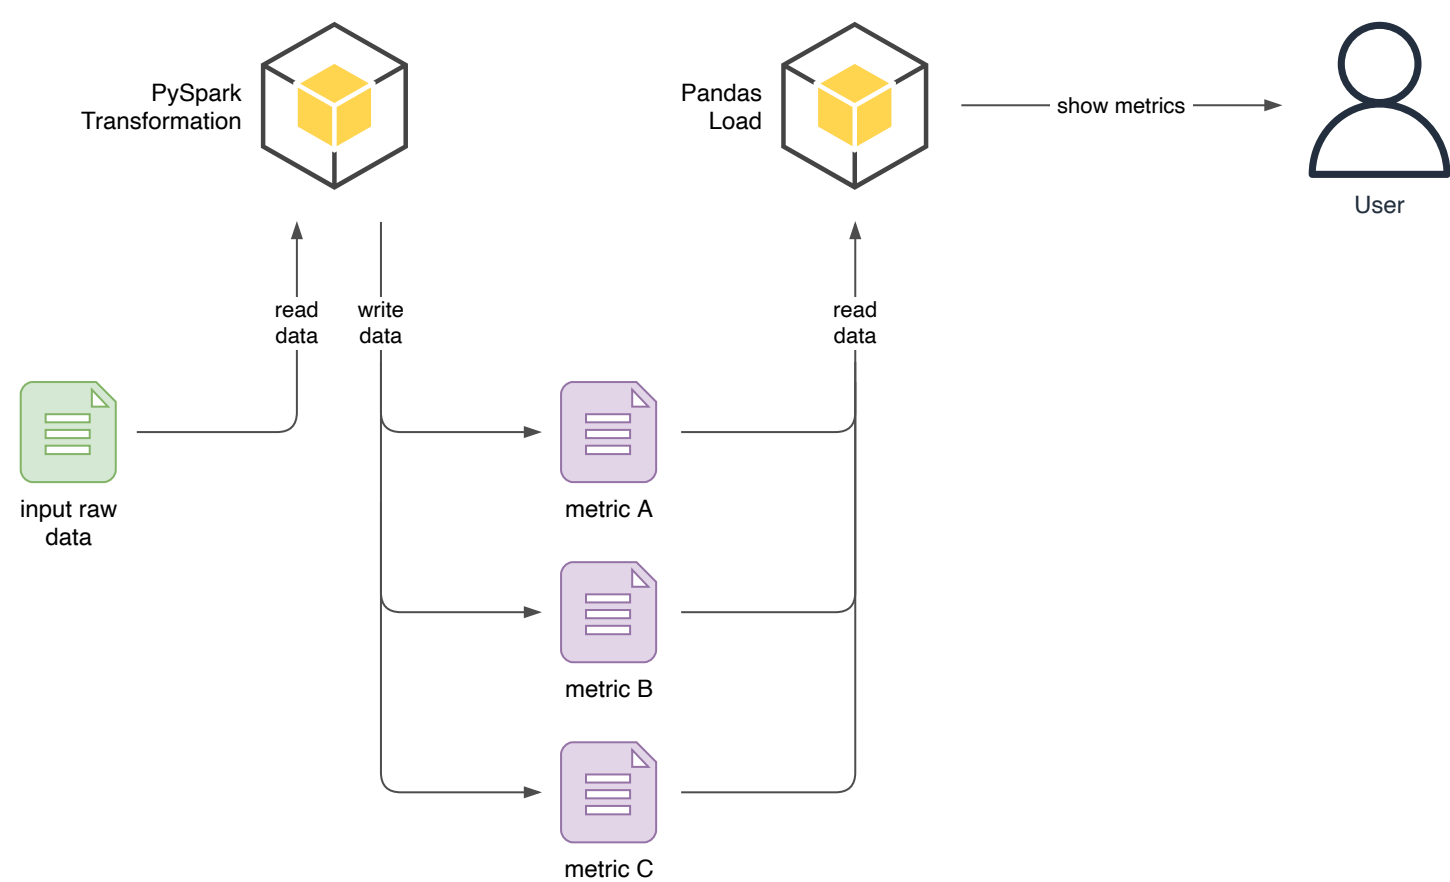 PySpark
Transformation
Pandas
Load
show metrics
User
read
data
write
data
read
data
input raw
data
metric A
metric B
metric C